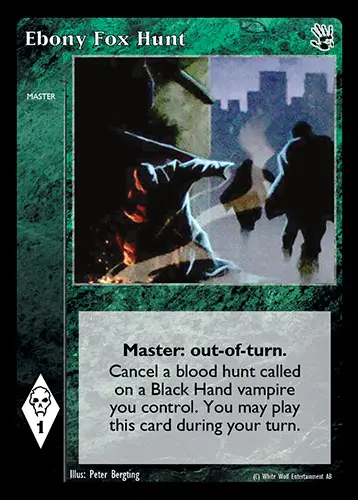 Ebony Fox Hunt
MASTER
Master: out-of-turn.
Cancel a blood hunt called
on a Black Hand vampire
you control. You may play
this card during your turn.
1
Illus: Peter Bergting
(C) White Wolf Entertainment AB